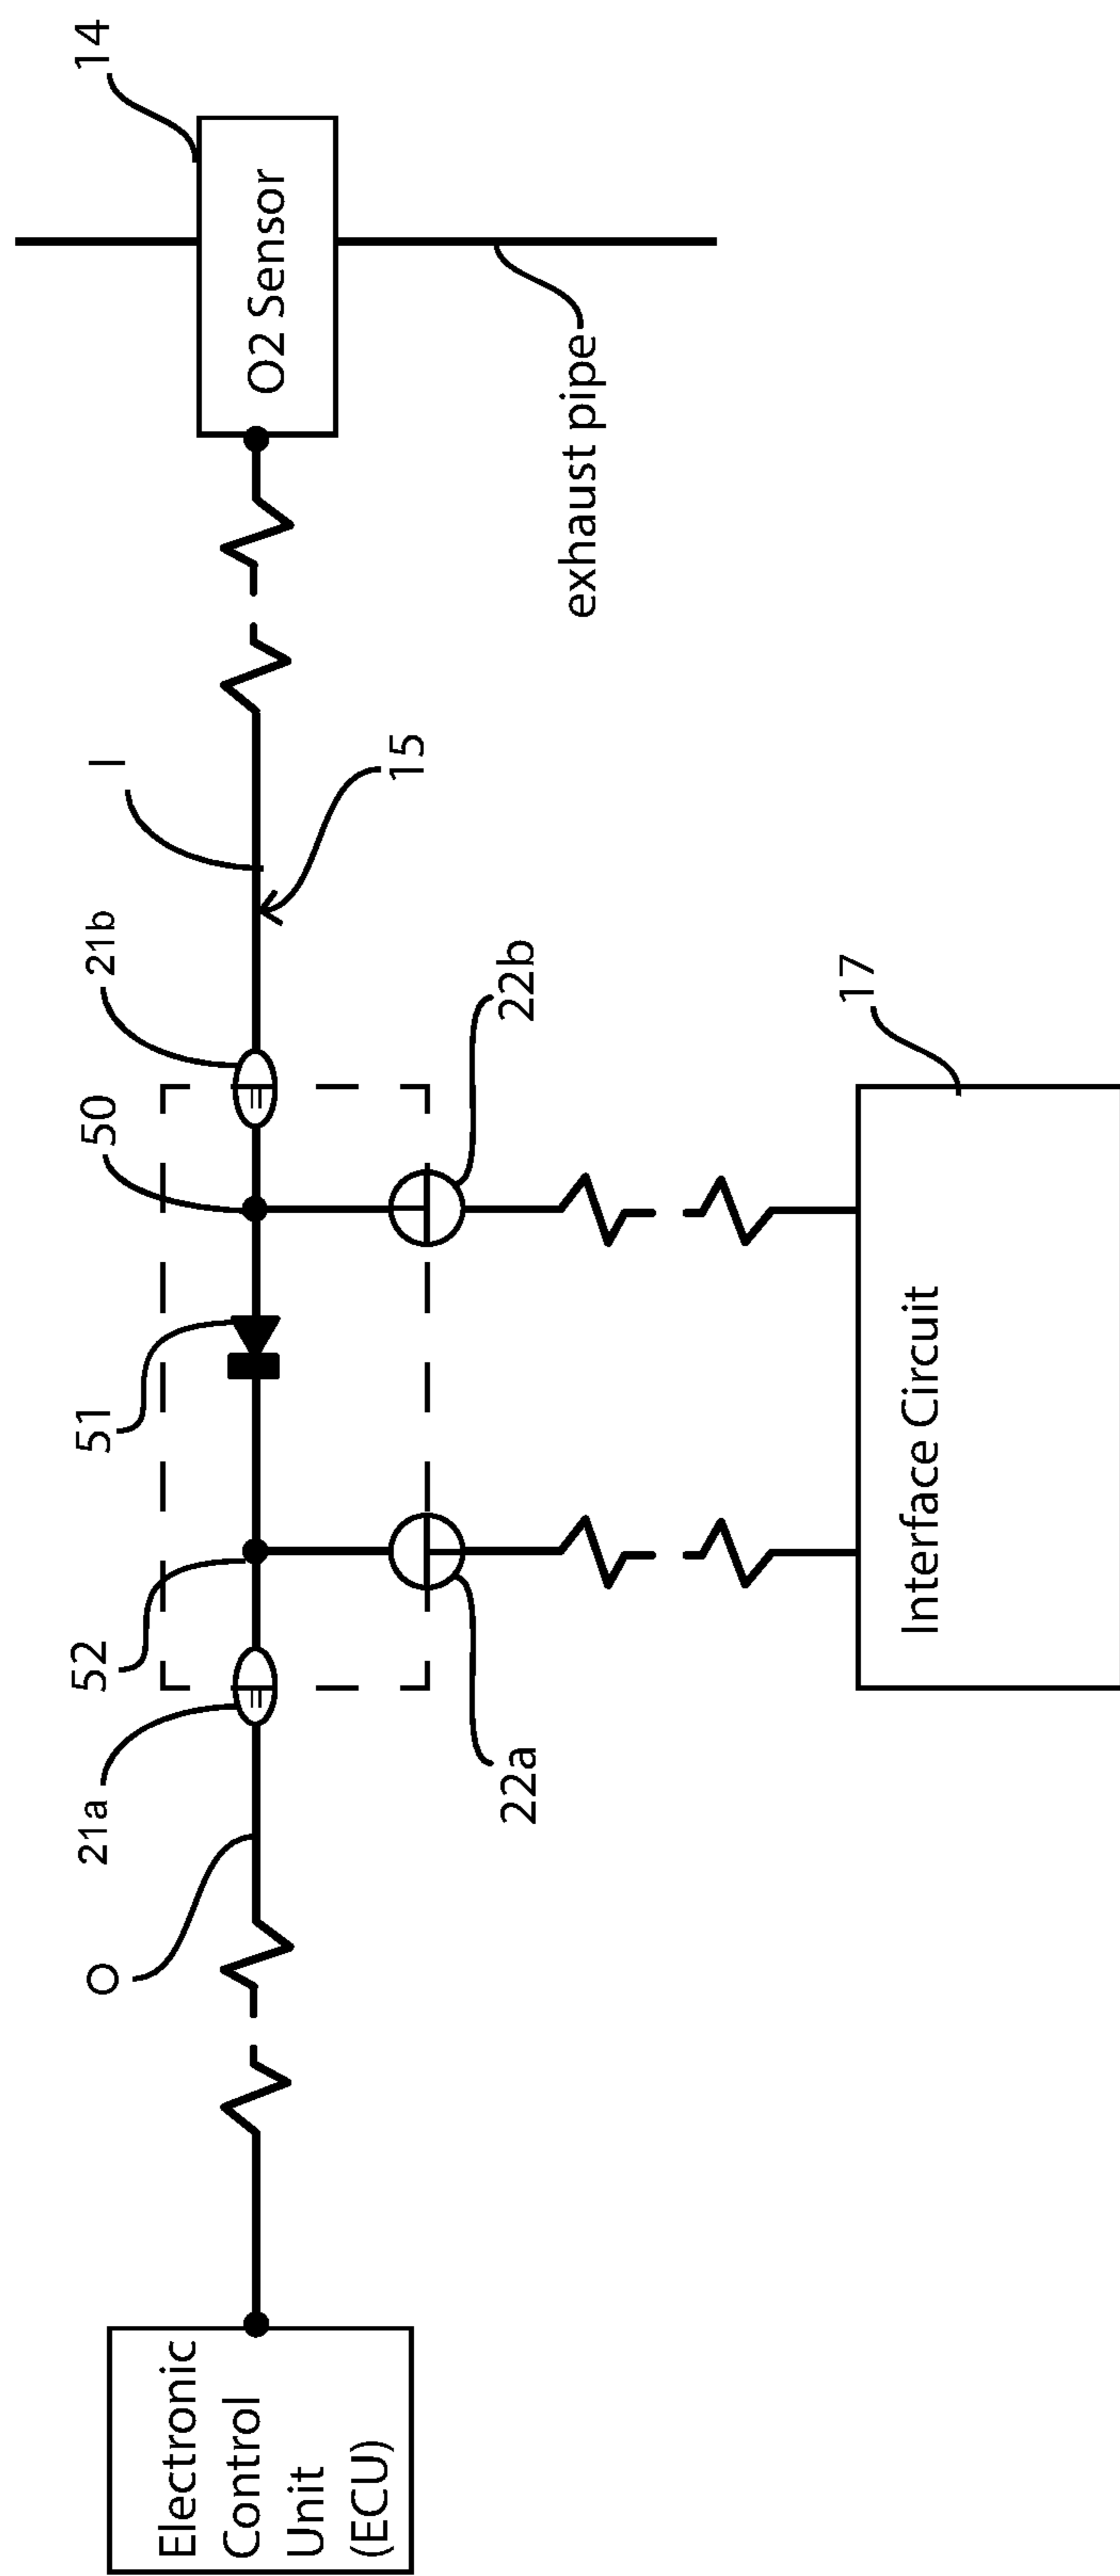 14
O2 Sensor
exhaust pipe
I
15
21b
50
22b
17
51
52
21a
22a
O
Interface Circuit
Electronic
Control
Unit
(ECU)